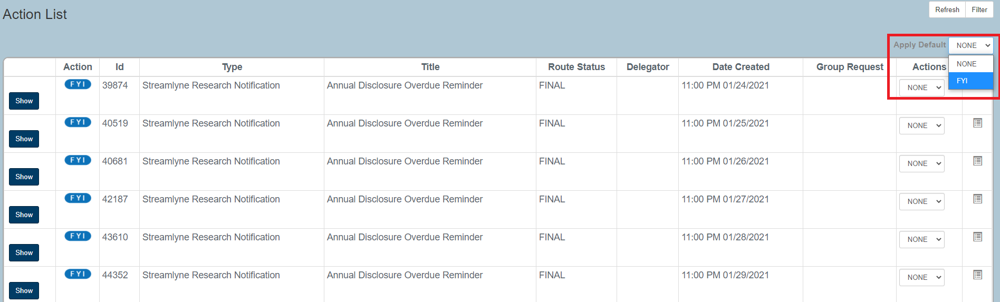 Action List
Refresh Filter
Apply Default NONE
NONE
FYI
Action Id Type Title Route Status Delegator Date Created Group Request Actions
FYI 39874 Streamlyne Research Notification Annual Disclosure Overdue Reminder FINAL 11:00 PM 01/24/2021 NONE
Show
FYI 40519 Streamlyne Research Notification Annual Disclosure Overdue Reminder FINAL 11:00 PM 01/25/2021 NONE
Show
FYI 40681 Streamlyne Research Notification Annual Disclosure Overdue Reminder FINAL 11:00 PM 01/26/2021 NONE
Show
FYI 42187 Streamlyne Research Notification Annual Disclosure Overdue Reminder FINAL 11:00 PM 01/27/2021 NONE
Show
FYI 43610 Streamlyne Research Notification Annual Disclosure Overdue Reminder FINAL 11:00 PM 01/28/2021 NONE
Show
FYI 44352 Streamlyne Research Notification Annual Disclosure Overdue Reminder FINAL 11:00 PM 01/29/2021 NONE
Show